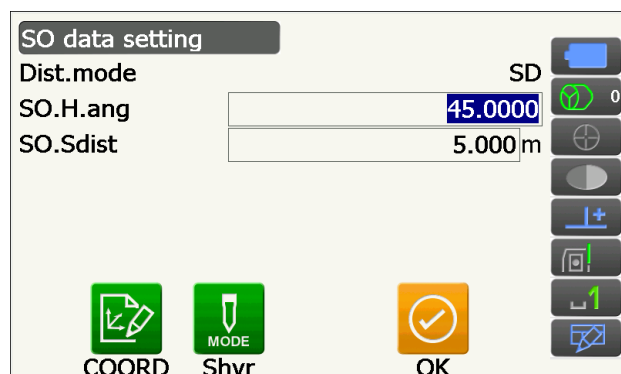 SO data setting
Dist.mode SD
SO.H.ang 45.0000
0
SO.Sdist 5.000 m
1
MODE
COORD Shvr OK